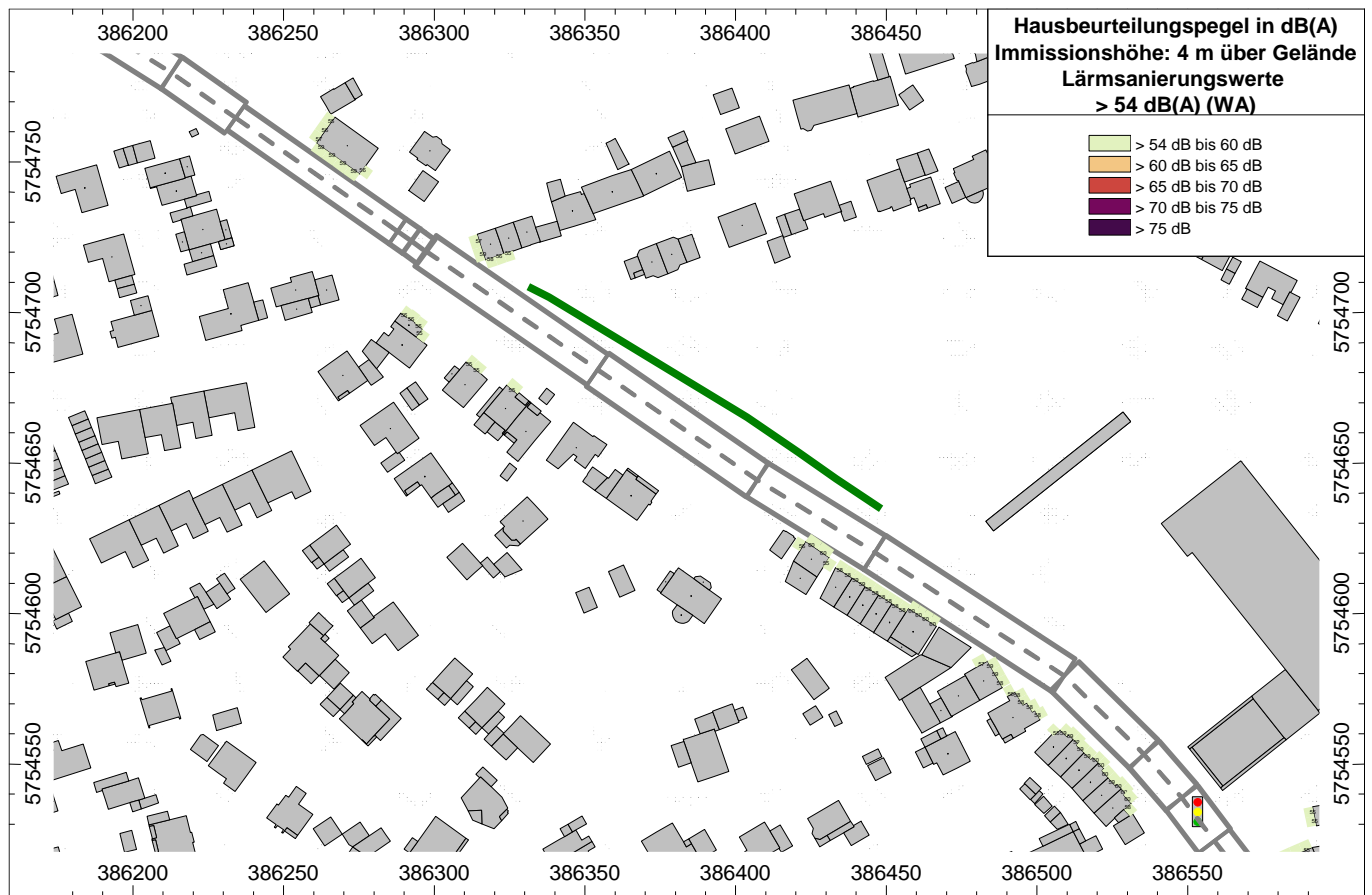 386200 386250 386300 386350 386400 386450
Hausbeurteilungspegel in dB(A)
Immissionshöhe: 4 m über Gelände
Lärmsanierungswerte
> 54 dB(A) (WA)
> 54 dB bis 60 dB
> 60 dB bis 65 dB
> 65 dB bis 70 dB
> 70 dB bis 75 dB
> 75 dB
5754750
5754700
5754650
5754600
5754550
5754700
5754650
5754600
5754550
386200 386250 386300 386350 386400 386450 386500 386550